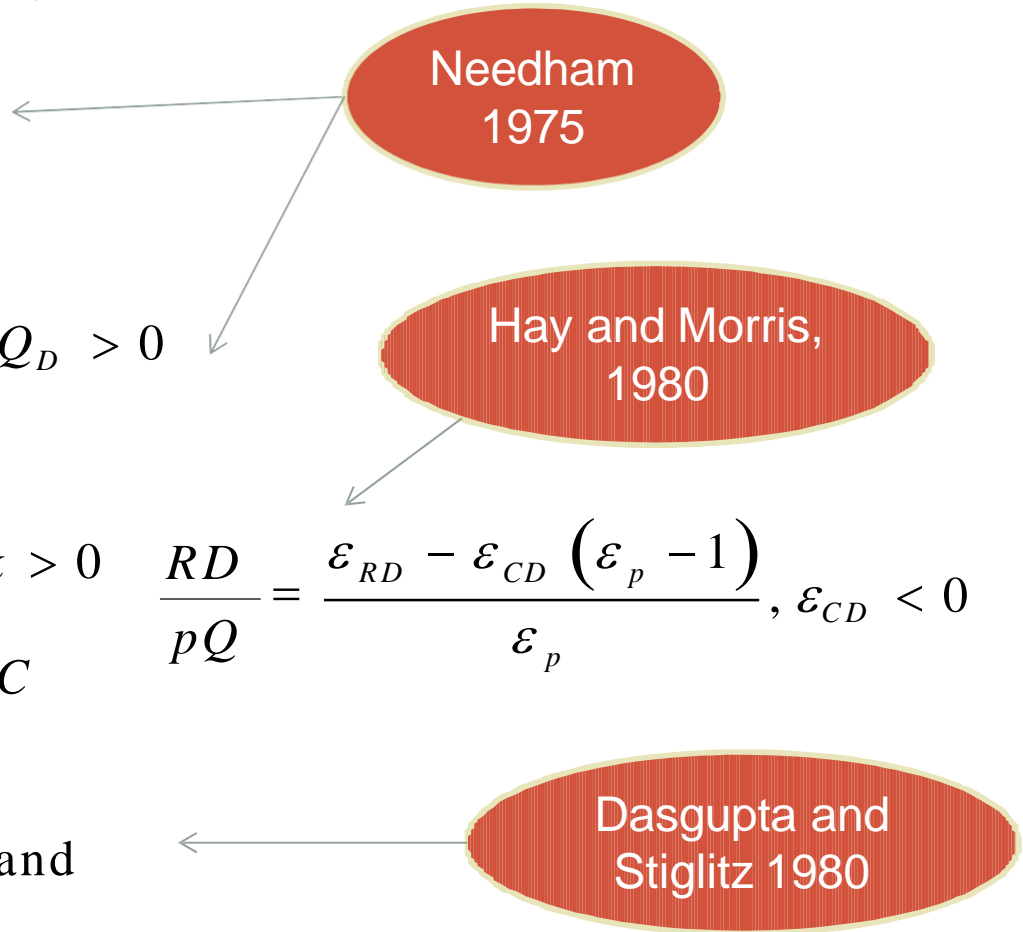 Needham
1975
Q_D > 0
Hay and Morris,
1980
> 0
RD / pQ = (ε_RD − ε_CD (ε_p − 1)) / ε_p , ε_CD < 0
C
Dasgupta and
Stiglitz 1980
and